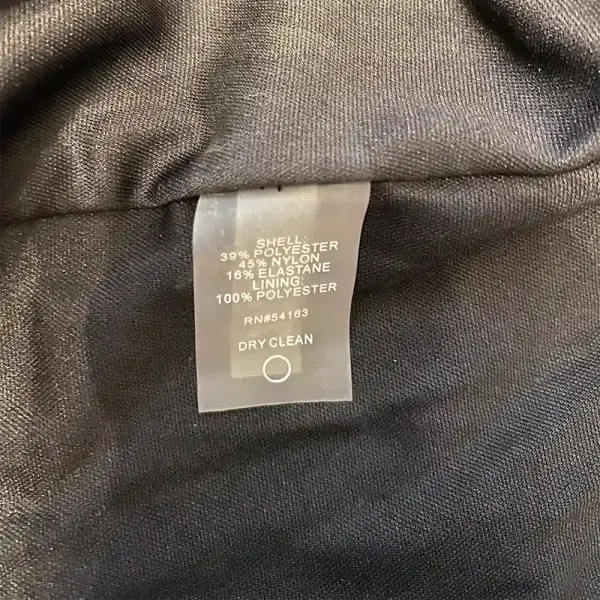 SHELL:
39% POLYESTER
45% NYLON
16% ELASTANE
LINING:
100% POLYESTER
RN#54163
DRY CLEAN